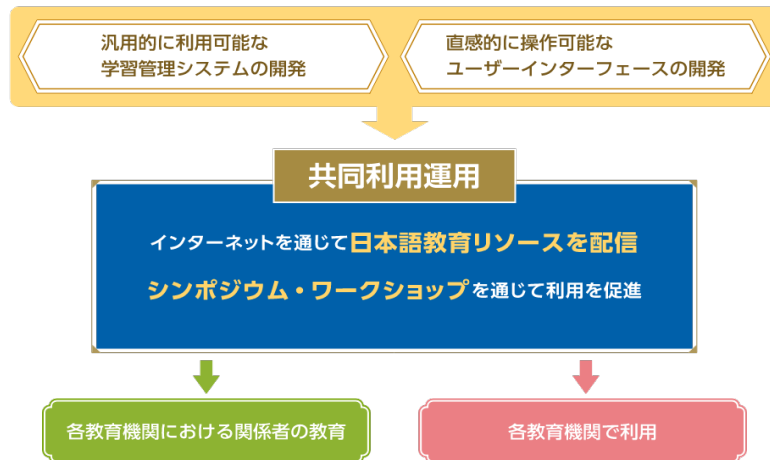 汎用的に利用可能な
学習管理システムの開発
直感的に操作可能な
ユーザーインターフェースの開発
共同利用運用
インターネットを通じて日本語教育リソースを配信
シンポジウム・ワークショップを通じて利用を促進
各教育機関における関係者の教育
各教育機関で利用